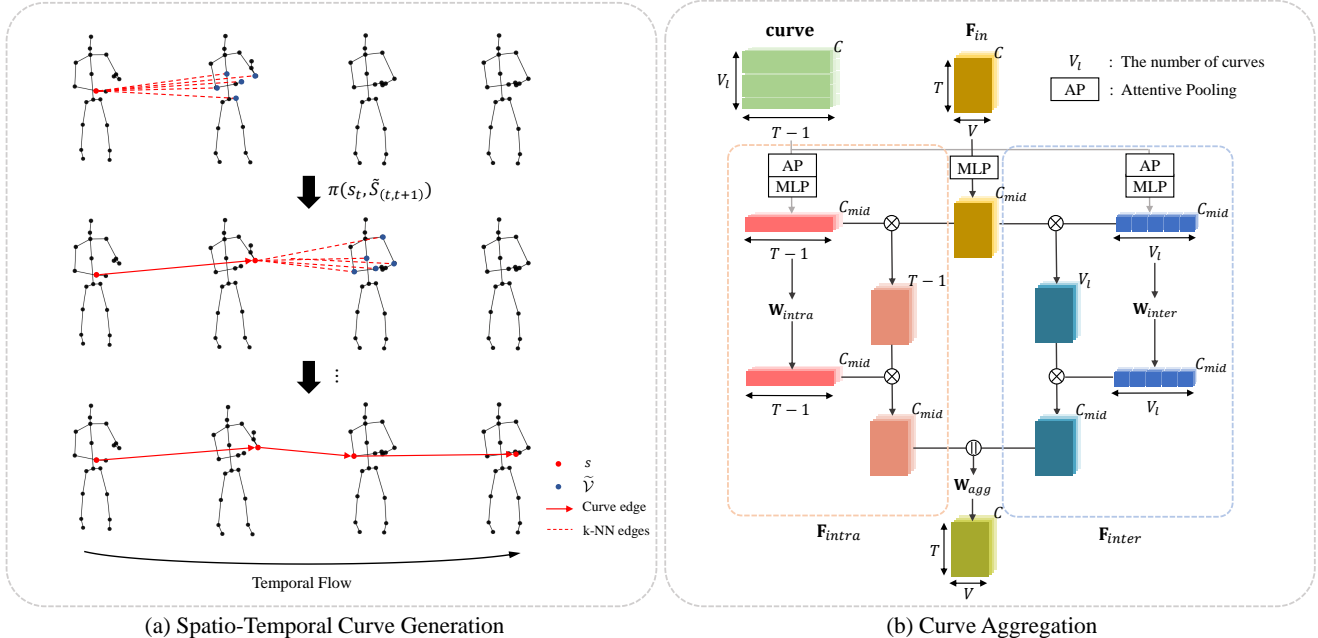 π(s_t, S̃_(t,t+1))
⋮
s
Ṽ
Curve edge
k-NN edges
Temporal Flow
(a) Spatio-Temporal Curve Generation
curve
C
V_l
T − 1
F_in
C
T
V
V_l : The number of curves
AP : Attentive Pooling
AP
MLP
MLP
AP
MLP
C_mid
C_mid
C_mid
T − 1
V_l
T − 1
V_l
W_intra
W_inter
C_mid
C_mid
T − 1
V_l
C_mid
C_mid
W_agg
F_intra
F_inter
C
T
V
(b) Curve Aggregation